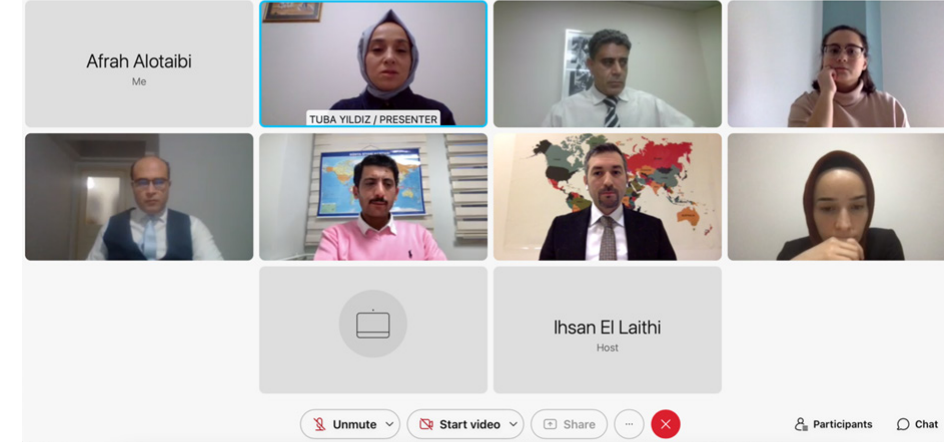 Afrah Alotaibi
Me
TUBA YILDIZ / PRESENTER
Ihsan El Laithi
Host
Unmute
Start video
Share
Participants
Chat